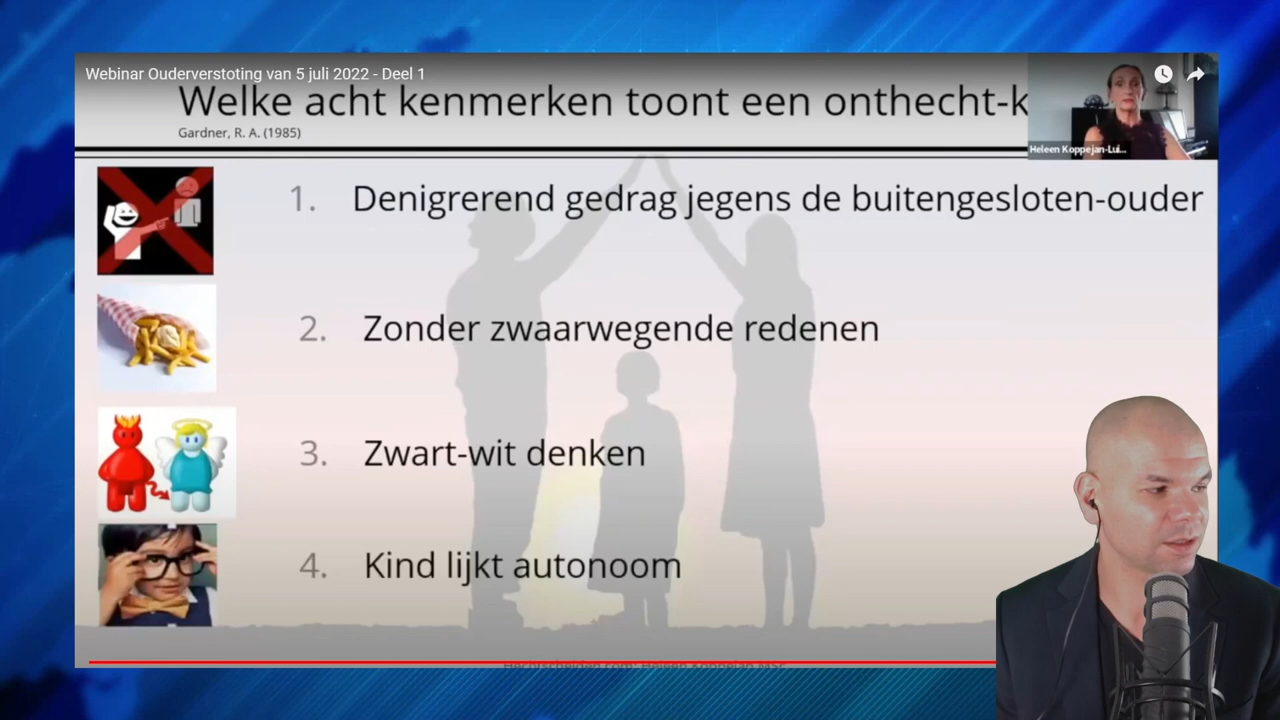 Webinar Ouderverstoting van 5 juli 2022 - Deel 1
Welke acht kenmerken toont een onthecht-k
Gardner, R. A. (1985)
Heleen Koppejan-Lui...
1. Denigrerend gedrag jegens de buitengesloten-ouder
2. Zonder zwaarwegende redenen
3. Zwart-wit denken
4. Kind lijkt autonoom